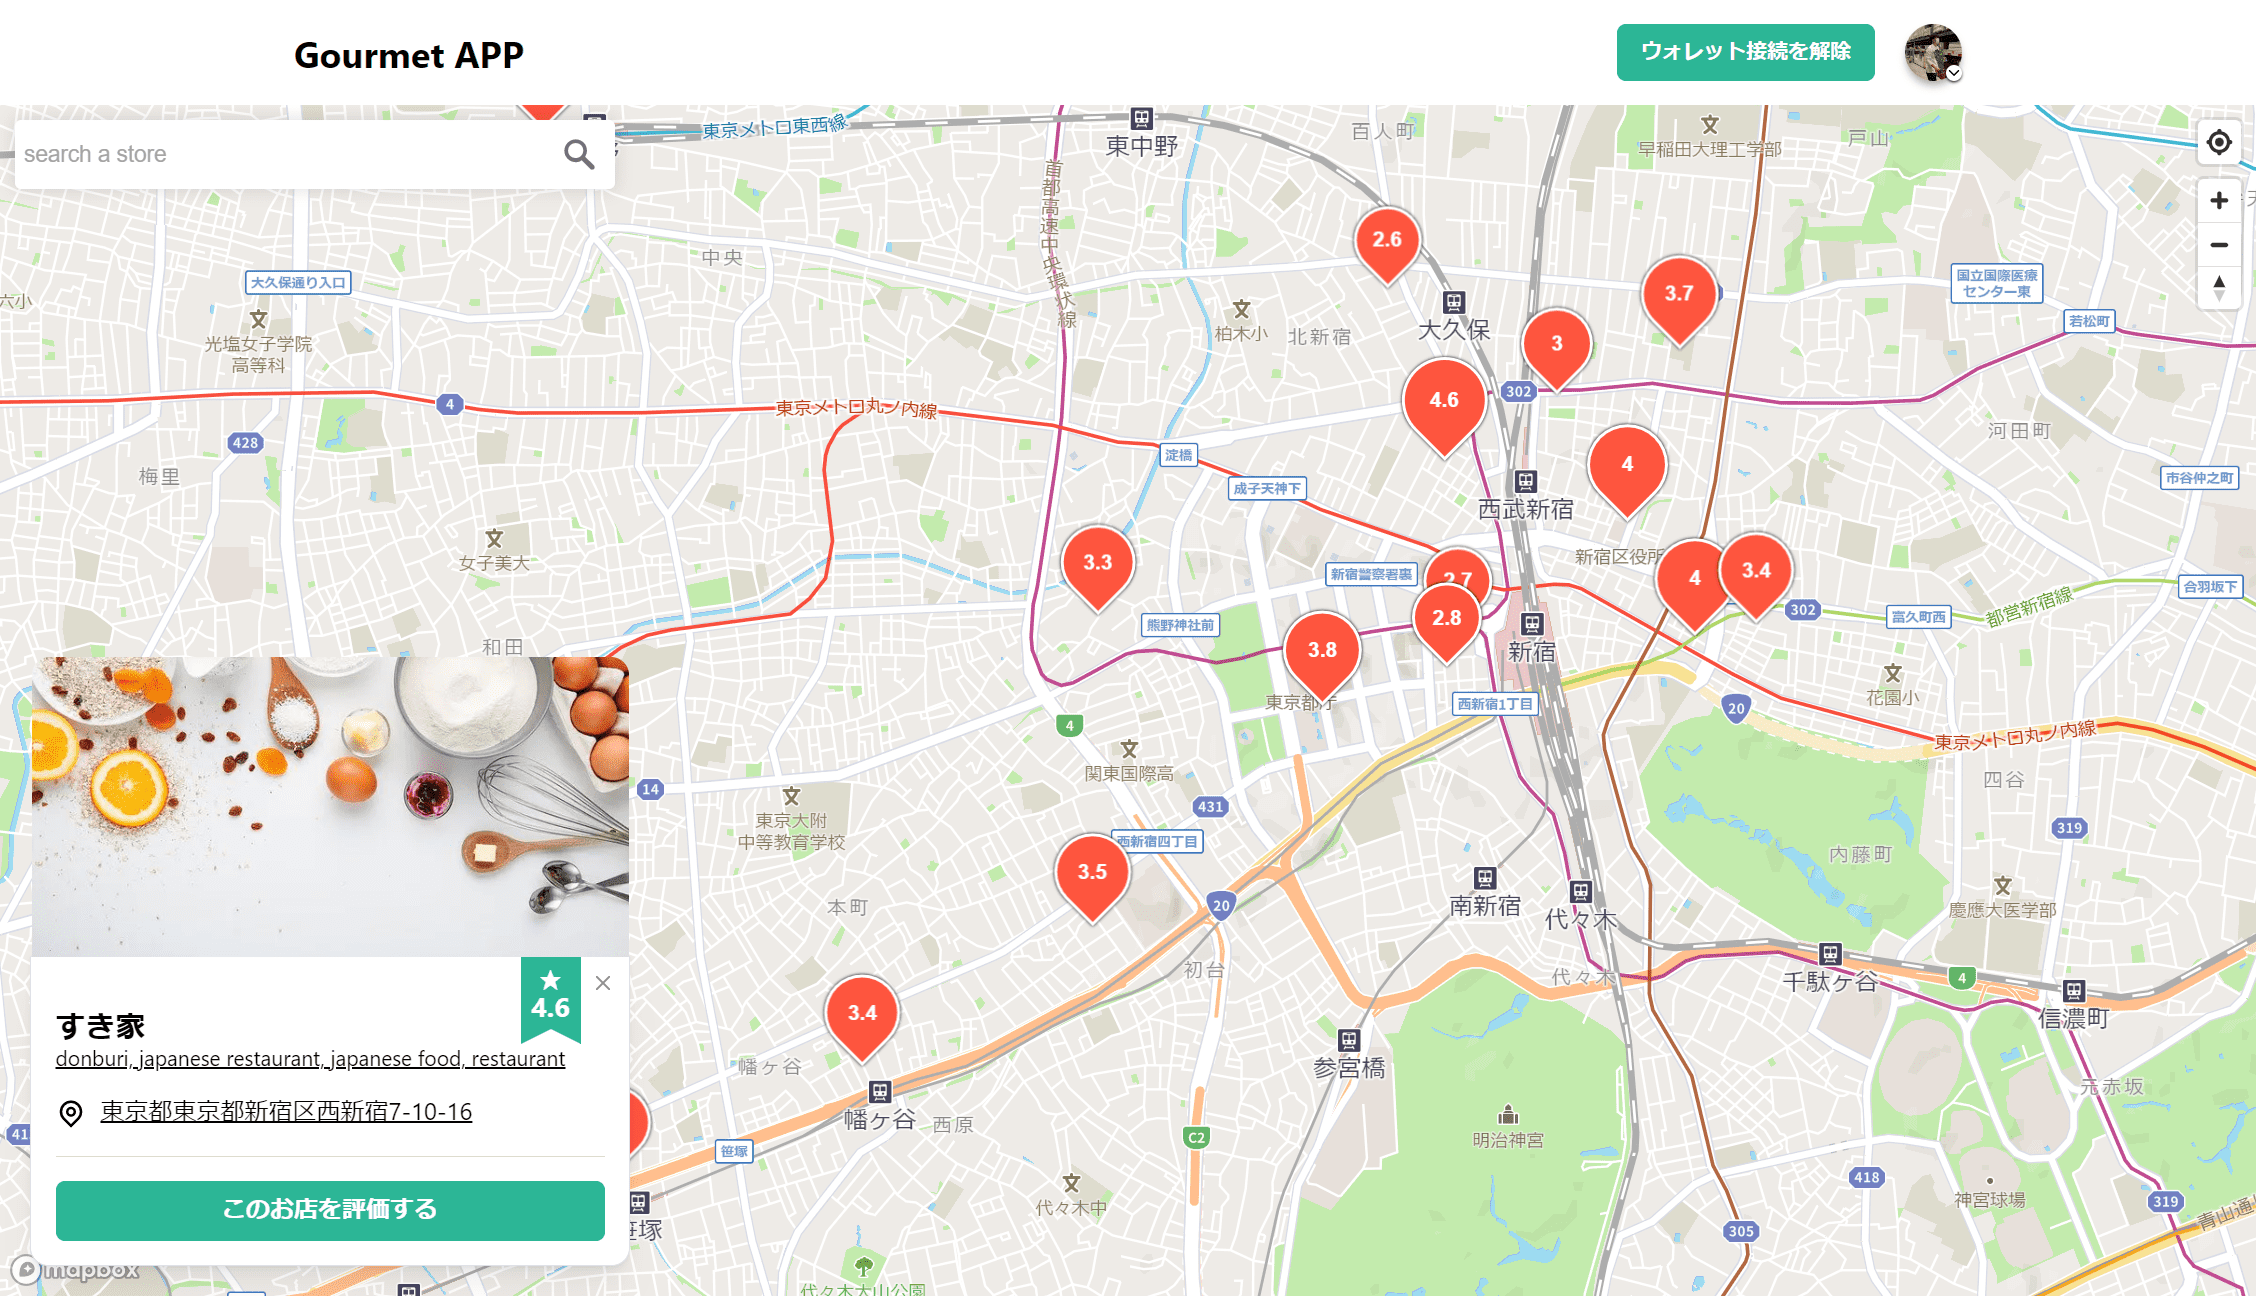 Gourmet APP
ウォレット接続を解除
search a store
東京メトロ東西線
東中野
百人町
早稲田大理工学部
戸山
首都高速中央環状線
中央
2.6
大久保通り入口
六小
光塩女子学院
高等科
柏木小
北新宿
大久保
3.7
3
国立国際医療
センター東
若松町
4
東京メトロ丸ノ内線
4.6
302
428
梅里
淀橋
成子天神下
西武新宿
4
河田町
市谷仲之町
女子美大
3.3
新宿警察署裏
2.7
新宿区役所
4
3.4
302
富久町西
都営新宿線
合羽坂下
和田
熊野神社前
2.8
3.8
新宿
東京都庁
西新宿1丁目
花園小
20
東京メトロ丸ノ内線
4
関東国際高
四谷
14
東京大附
中等教育学校
431
西新宿四丁目
319
内藤町
3.5
本町
20
南新宿
代々木
慶應大医学部
初台
代々木
千駄ケ谷
4
信濃町
4.6
すき家
donburi, japanese restaurant, japanese food, restaurant
東京都東京都新宿区西新宿7-10-16
このお店を評価する
3.4
幡ヶ谷
幡ヶ谷
西原
参宮橋
元赤坂
C2
明治神宮
笹塚
418
神宮球場
319
代々木中
305
青山通り
代々木大山公園
mapbox